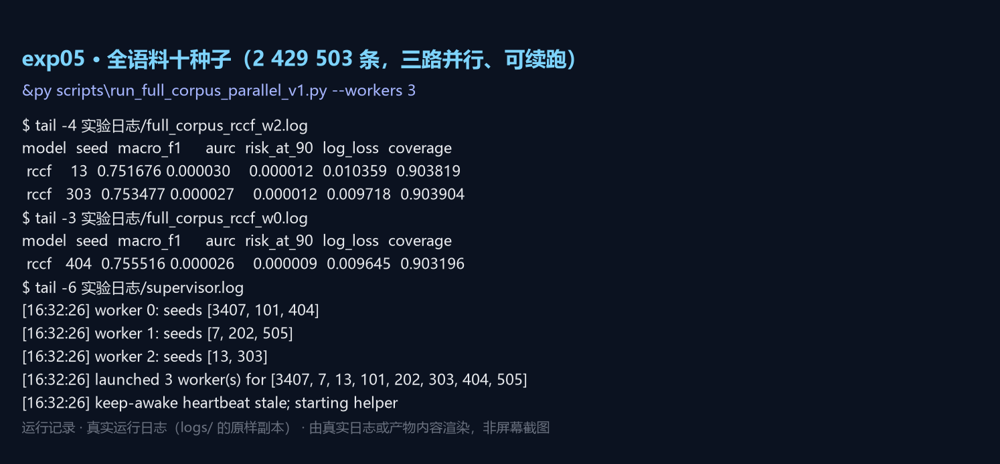 exp05 • 全语料十种子（2 429 503 条，三路并行、可续跑）
&py scripts\run_full_corpus_parallel_v1.py --workers 3
$ tail -4 实验日志/full_corpus_rccf_w2.log
model seed macro_f1 aurc risk_at_90 log_loss coverage
rccf 13 0.751676 0.000030 0.000012 0.010359 0.903819
rccf 303 0.753477 0.000027 0.000012 0.009718 0.903904
$ tail -3 实验日志/full_corpus_rccf_w0.log
model seed macro_f1 aurc risk_at_90 log_loss coverage
rccf 404 0.755516 0.000026 0.000009 0.009645 0.903196
$ tail -6 实验日志/supervisor.log
[16:32:26] worker 0: seeds [3407, 101, 404]
[16:32:26] worker 1: seeds [7, 202, 505]
[16:32:26] worker 2: seeds [13, 303]
[16:32:26] launched 3 worker(s) for [3407, 7, 13, 101, 202, 303, 404, 505]
[16:32:26] keep-awake heartbeat stale; starting helper
运行记录 · 真实运行日志（logs/ 的原样副本） · 由真实日志或产物内容渲染，非屏幕截图